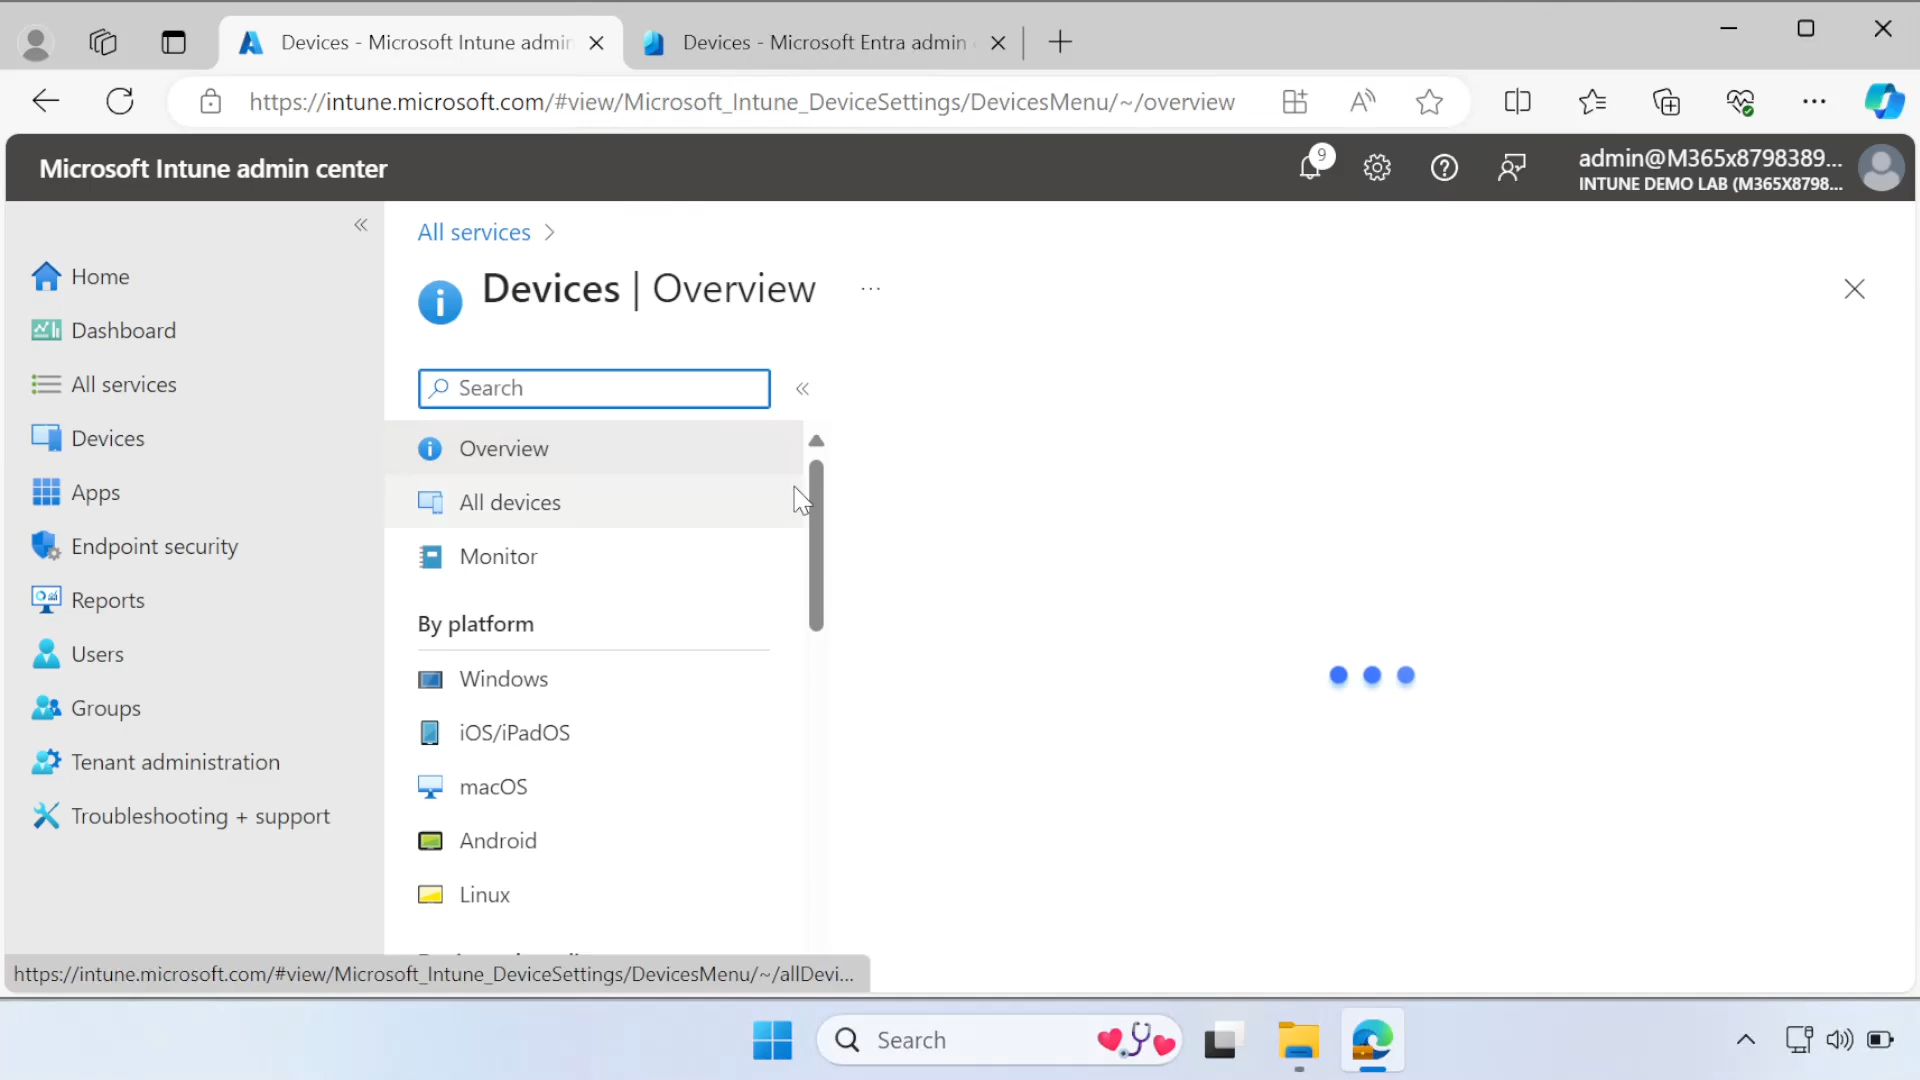 Devices - Microsoft Intune admin
Devices - Microsoft Entra admin
https://intune.microsoft.com/#view/Microsoft_Intune_DeviceSettings/DevicesMenu/~/overview
Microsoft Intune admin center
9
admin@M365x8798389...
INTUNE DEMO LAB (M365X8798...
Home
Dashboard
All services
Devices
Apps
Endpoint security
Reports
Users
Groups
Tenant administration
Troubleshooting + support
All services
Devices | Overview
...
Search
Overview
All devices
Monitor
By platform
Windows
iOS/iPadOS
macOS
Android
Linux
https://intune.microsoft.com/#view/Microsoft_Intune_DeviceSettings/DevicesMenu/~/allDevi...
Search